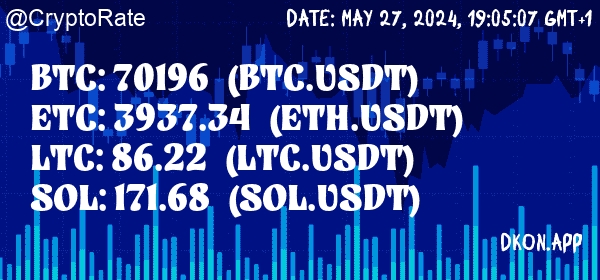 @CryptoRate
DATE: MAY 27, 2024, 19:05:07 GMT+1
BTC: 70196 (BTC.USDT)
ETC: 3937.34 (ETH.USDT)
LTC: 86.22 (LTC.USDT)
SOL: 171.68 (SOL.USDT)
DKON.APP